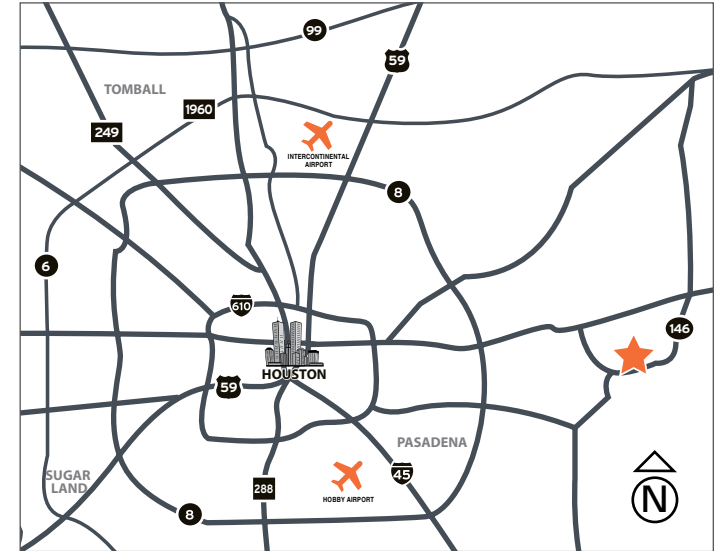 99
59
TOMBALL
1960
249
INTERCONTINENTAL
AIRPORT
8
6
610
146
HOUSTON
59
PASADENA
45
SUGAR
LAND
288
HOBBY AIRPORT
8
N